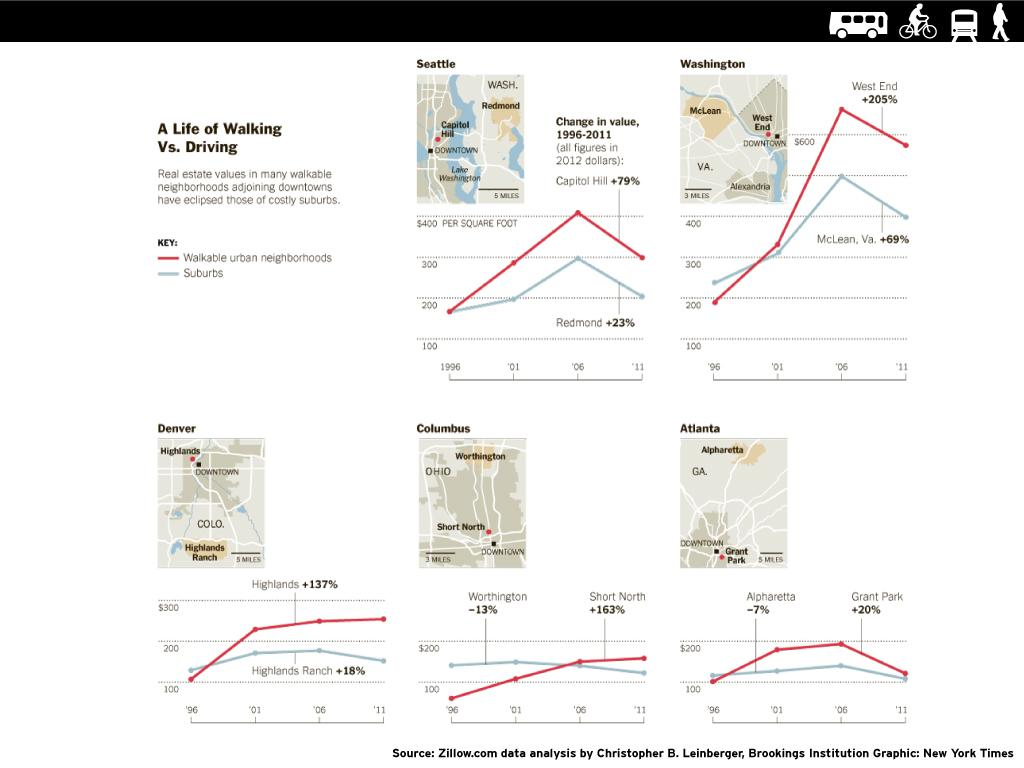 A Life of Walking
Vs. Driving
Real estate values in many walkable
neighborhoods adjoining downtowns
have eclipsed those of costly suburbs.
KEY:
Walkable urban neighborhoods
Suburbs
Seattle
WASH.
Redmond
Capitol
Hill
DOWNTOWN
Lake
Washington
5 MILES
Change in value,
1996-2011
(all figures in
2012 dollars):
Capitol Hill +79%
$400 PER SQUARE FOOT
300
200
100
Redmond +23%
1996
'01
'06
'11
Washington
McLean
West
End
DOWNTOWN
VA.
Alexandria
3 MILES
West End
+205%
$600
400
300
200
100
McLean, Va. +69%
'96
'01
'06
'11
Denver
Highlands
DOWNTOWN
COLO.
Highlands
Ranch
5 MILES
Highlands +137%
$300
200
100
Highlands Ranch +18%
'96
'01
'06
'11
Columbus
OHIO
Worthington
Short North
DOWNTOWN
3 MILES
Worthington
–13%
Short North
+163%
$200
100
'96
'01
'06
'11
Atlanta
Alpharetta
GA.
DOWNTOWN
Grant
Park
5 MILES
Alpharetta
–7%
Grant Park
+20%
$200
100
'96
'01
'06
'11
Source: Zillow.com data analysis by Christopher B. Leinberger, Brookings Institution Graphic: New York Times